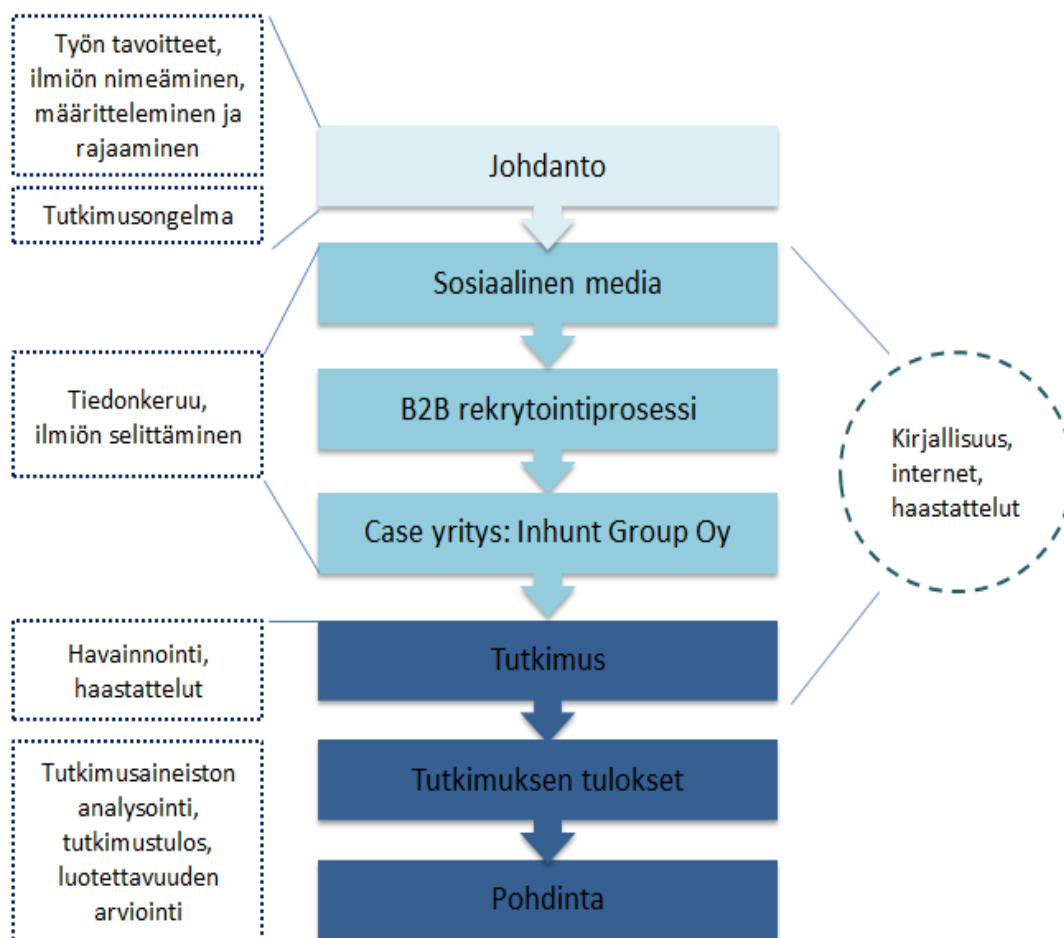 Työn tavoitteet,
ilmiön nimeäminen,
määritteleminen ja
rajaaminen
Johdanto
Tutkimusongelma
Sosiaalinen media
Tiedonkeruu,
ilmiön selittäminen
B2B rekrytointiprosessi
Kirjallisuus,
internet,
haastattelut
Case yritys: Inhunt Group Oy
Havainnointi,
haastattelut
Tutkimus
Tutkimusaineiston
analysointi,
tutkimustulos,
luotettavuuden
arviointi
Tutkimuksen tulokset
Pohdinta